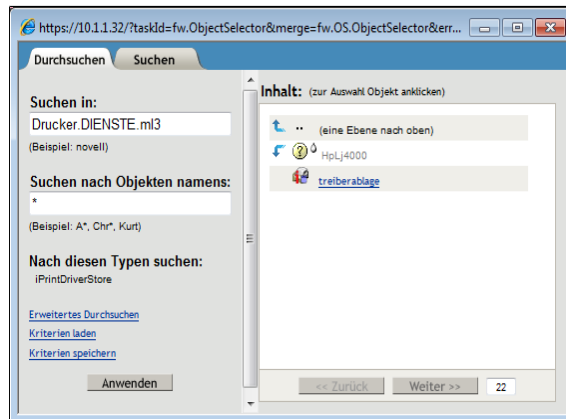 https://10.1.1.32/?taskId=fw.ObjectSelector&merge=fw.OS.ObjectSelector&err...
Durchsuchen
Suchen
Suchen in:
Drucker.DIENSTE.ml3
(Beispiel: novell)
Suchen nach Objekten namens:
*
(Beispiel: A*, Chr*, Kurt)
Nach diesen Typen suchen:
iPrintDriverStore
Erweitertes Durchsuchen
Kriterien laden
Kriterien speichern
Anwenden
Inhalt: (zur Auswahl Objekt anklicken)
.. (eine Ebene nach oben)
HpLj4000
treiberablage
<< Zurück
Weiter >>
22